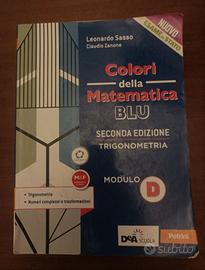 Leonardo Sasso
Claudio Zanone
NUOVO
ESAME DI STATO
Colori
della
Matematica
BLU
SECONDA EDIZIONE
TRIGONOMETRIA
MODULO D
• Trigonometria
• Numeri complessi e trasformazioni
DEA SCUOLA
Petrini
subito